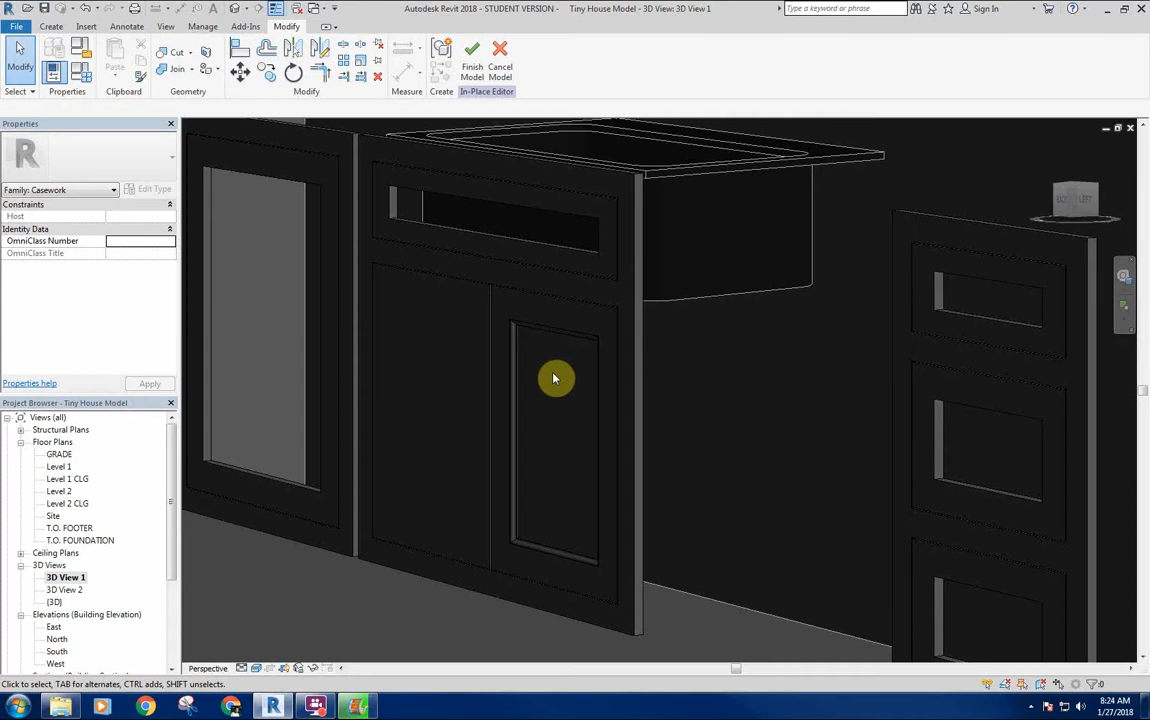 Autodesk Revit 2018 - STUDENT VERSION - Tiny House Model - 3D View: 3D View 1
Type a keyword or phrase
Sign In
File Create Insert Annotate View Manage Add-Ins Modify
Modify
Paste
Cut
Join
Finish Model
Cancel Model
Select Properties Clipboard Geometry Modify Measure Create In-Place Editor
Properties
Family: Casework
Edit Type
Constraints
Host
Identity Data
OmniClass Number
OmniClass Title
Properties help
Apply
Project Browser - Tiny House Model
Views (all)
Structural Plans
Floor Plans
GRADE
Level 1
Level 1 CLG
Level 2
Level 2 CLG
Site
T.O. FOOTER
T.O. FOUNDATION
Ceiling Plans
3D Views
3D View 1
3D View 2
{3D}
Elevations (Building Elevation)
East
North
South
West
LEFT
Perspective
Click to select, TAB for alternates, CTRL adds, SHIFT unselects.
:0
8:24 AM
1/27/2018